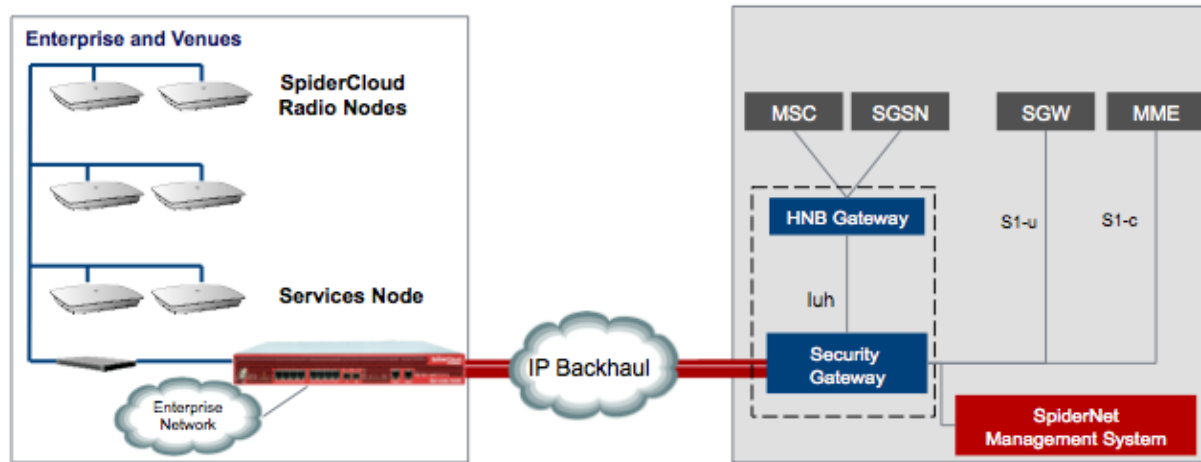 Enterprise and Venues
SpiderCloud
Radio Nodes
Services Node
Enterprise
Network
IP Backhaul
MSC
SGSN
SGW
MME
HNB Gateway
S1-u
S1-c
Iuh
Security
Gateway
SpiderNet
Management System